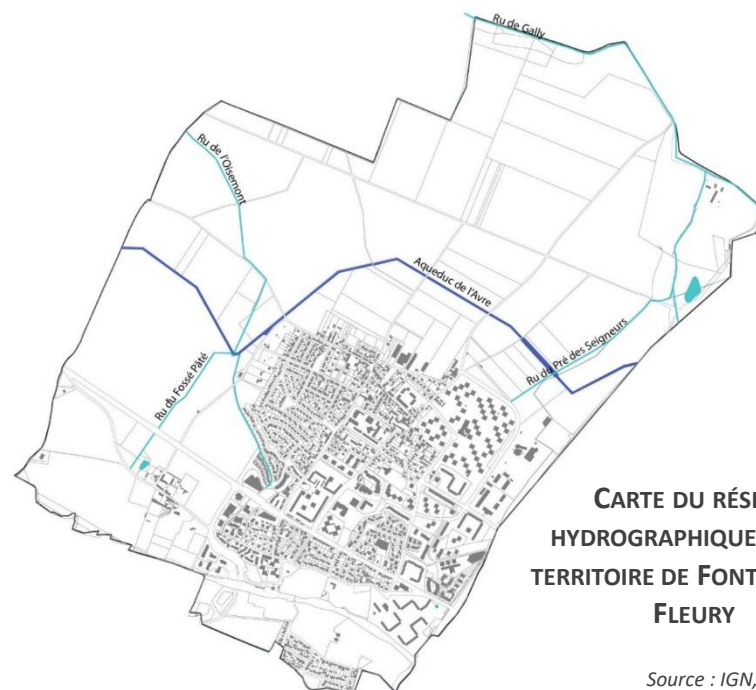 Ru de Gally
Ru de l'Oisemont
Aqueduc de l'Avre
Ru du Pré des Seigneurs
Ru du Fossé Pâté
CARTE DU RÉSE
HYDROGRAPHIQUE
TERRITOIRE DE FONT
FLEURY
Source : IGN,